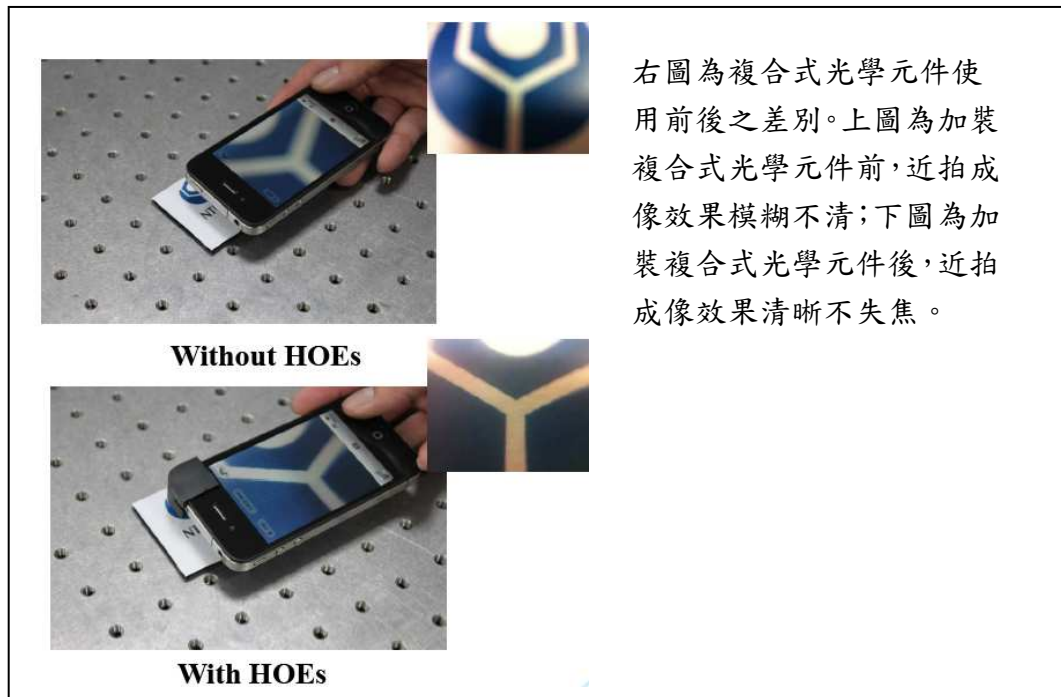 右圖為複合式光學元件使
用前後之差別。上圖為加裝
複合式光學元件前,近拍成
像效果模糊不清;下圖為加
裝複合式光學元件後,近拍
成像效果清晰不失焦。
Without HOEs
With HOEs